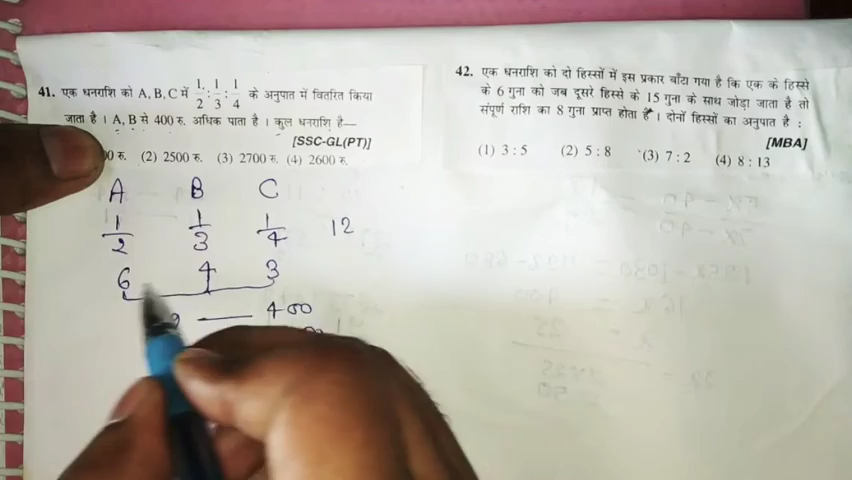 41. एक धनराशि को A, B, C में 1/2 : 1/3 : 1/4 के अनुपात में वितरित किया
जाता है । A, B से 400 रु. अधिक पाता है । कुल धनराशि है—
[SSC-GL(PT)]
00 रु. (2) 2500 रु. (3) 2700 रु. (4) 2600 रु.
A B C
1/2 1/3 1/4 12
6 4 3
2 — 400
42. एक धनराशि को दो हिस्सों में इस प्रकार बाँटा गया है कि एक के हिस्से
के 6 गुना को जब दूसरे हिस्से के 15 गुना के साथ जोड़ा जाता है तो
संपूर्ण राशि का 8 गुना प्राप्त होता है । दोनों हिस्सों का अनुपात है :
[MBA]
(1) 3 : 5 (2) 5 : 8 (3) 7 : 2 (4) 8 : 13